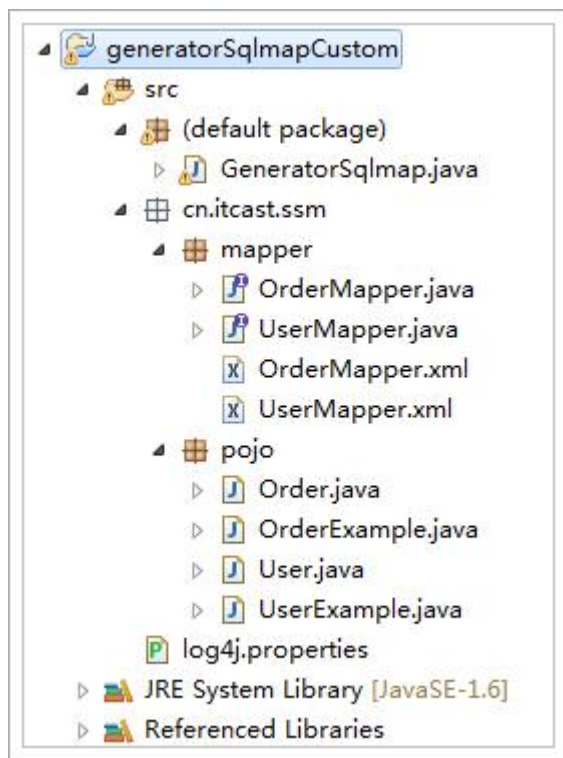 generatorSqlmapCustom
src
(default package)
GeneratorSqlmap.java
cn.itcast.ssm
mapper
OrderMapper.java
UserMapper.java
OrderMapper.xml
UserMapper.xml
pojo
Order.java
OrderExample.java
User.java
UserExample.java
log4j.properties
JRE System Library [JavaSE-1.6]
Referenced Libraries